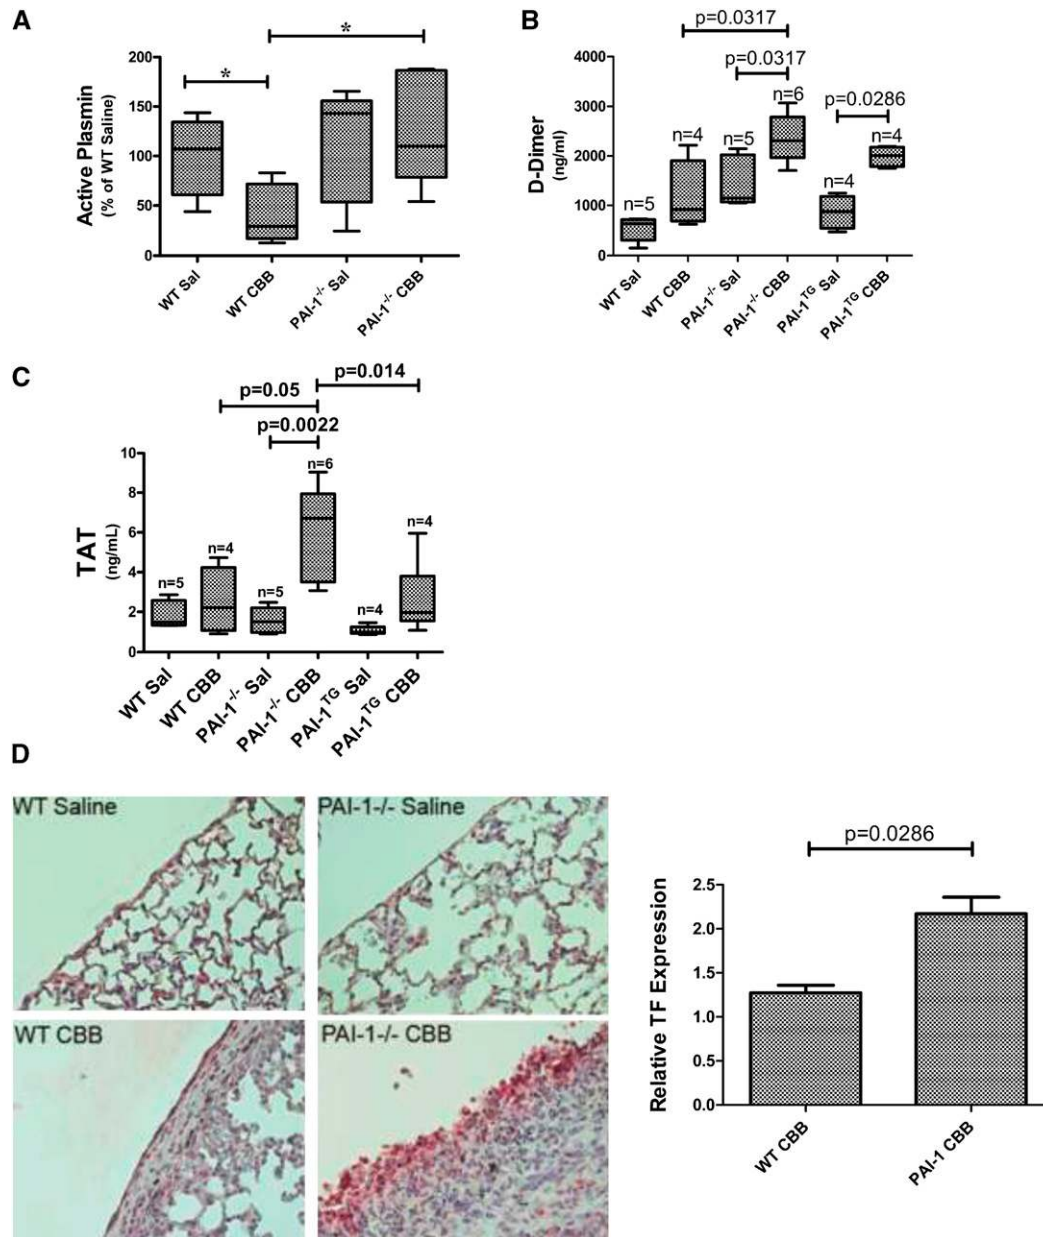 A
*
*
Active Plasmin
(% of WT Saline)
200
150
100
50
0
WT Sal
WT CBB
PAI-1-/- Sal
PAI-1-/- CBB
B
p=0.0317
p=0.0317
p=0.0286
D-Dimer
(ng/ml)
4000
3000
2000
1000
0
n=5
n=4
n=5
n=6
n=4
n=4
WT Sal
WT CBB
PAI-1-/- Sal
PAI-1-/- CBB
PAI-1TG Sal
PAI-1TG CBB
C
p=0.014
p=0.05
p=0.0022
TAT
(ng/mL)
10
8
6
4
2
0
n=5
n=4
n=5
n=6
n=4
n=4
WT Sal
WT CBB
PAI-1-/- Sal
PAI-1-/- CBB
PAI-1TG Sal
PAI-1TG CBB
D
WT Saline
PAI-1-/- Saline
WT CBB
PAI-1-/- CBB
p=0.0286
Relative TF Expression
2.5
2.0
1.5
1.0
0.5
0.0
WT CBB
PAI-1 CBB